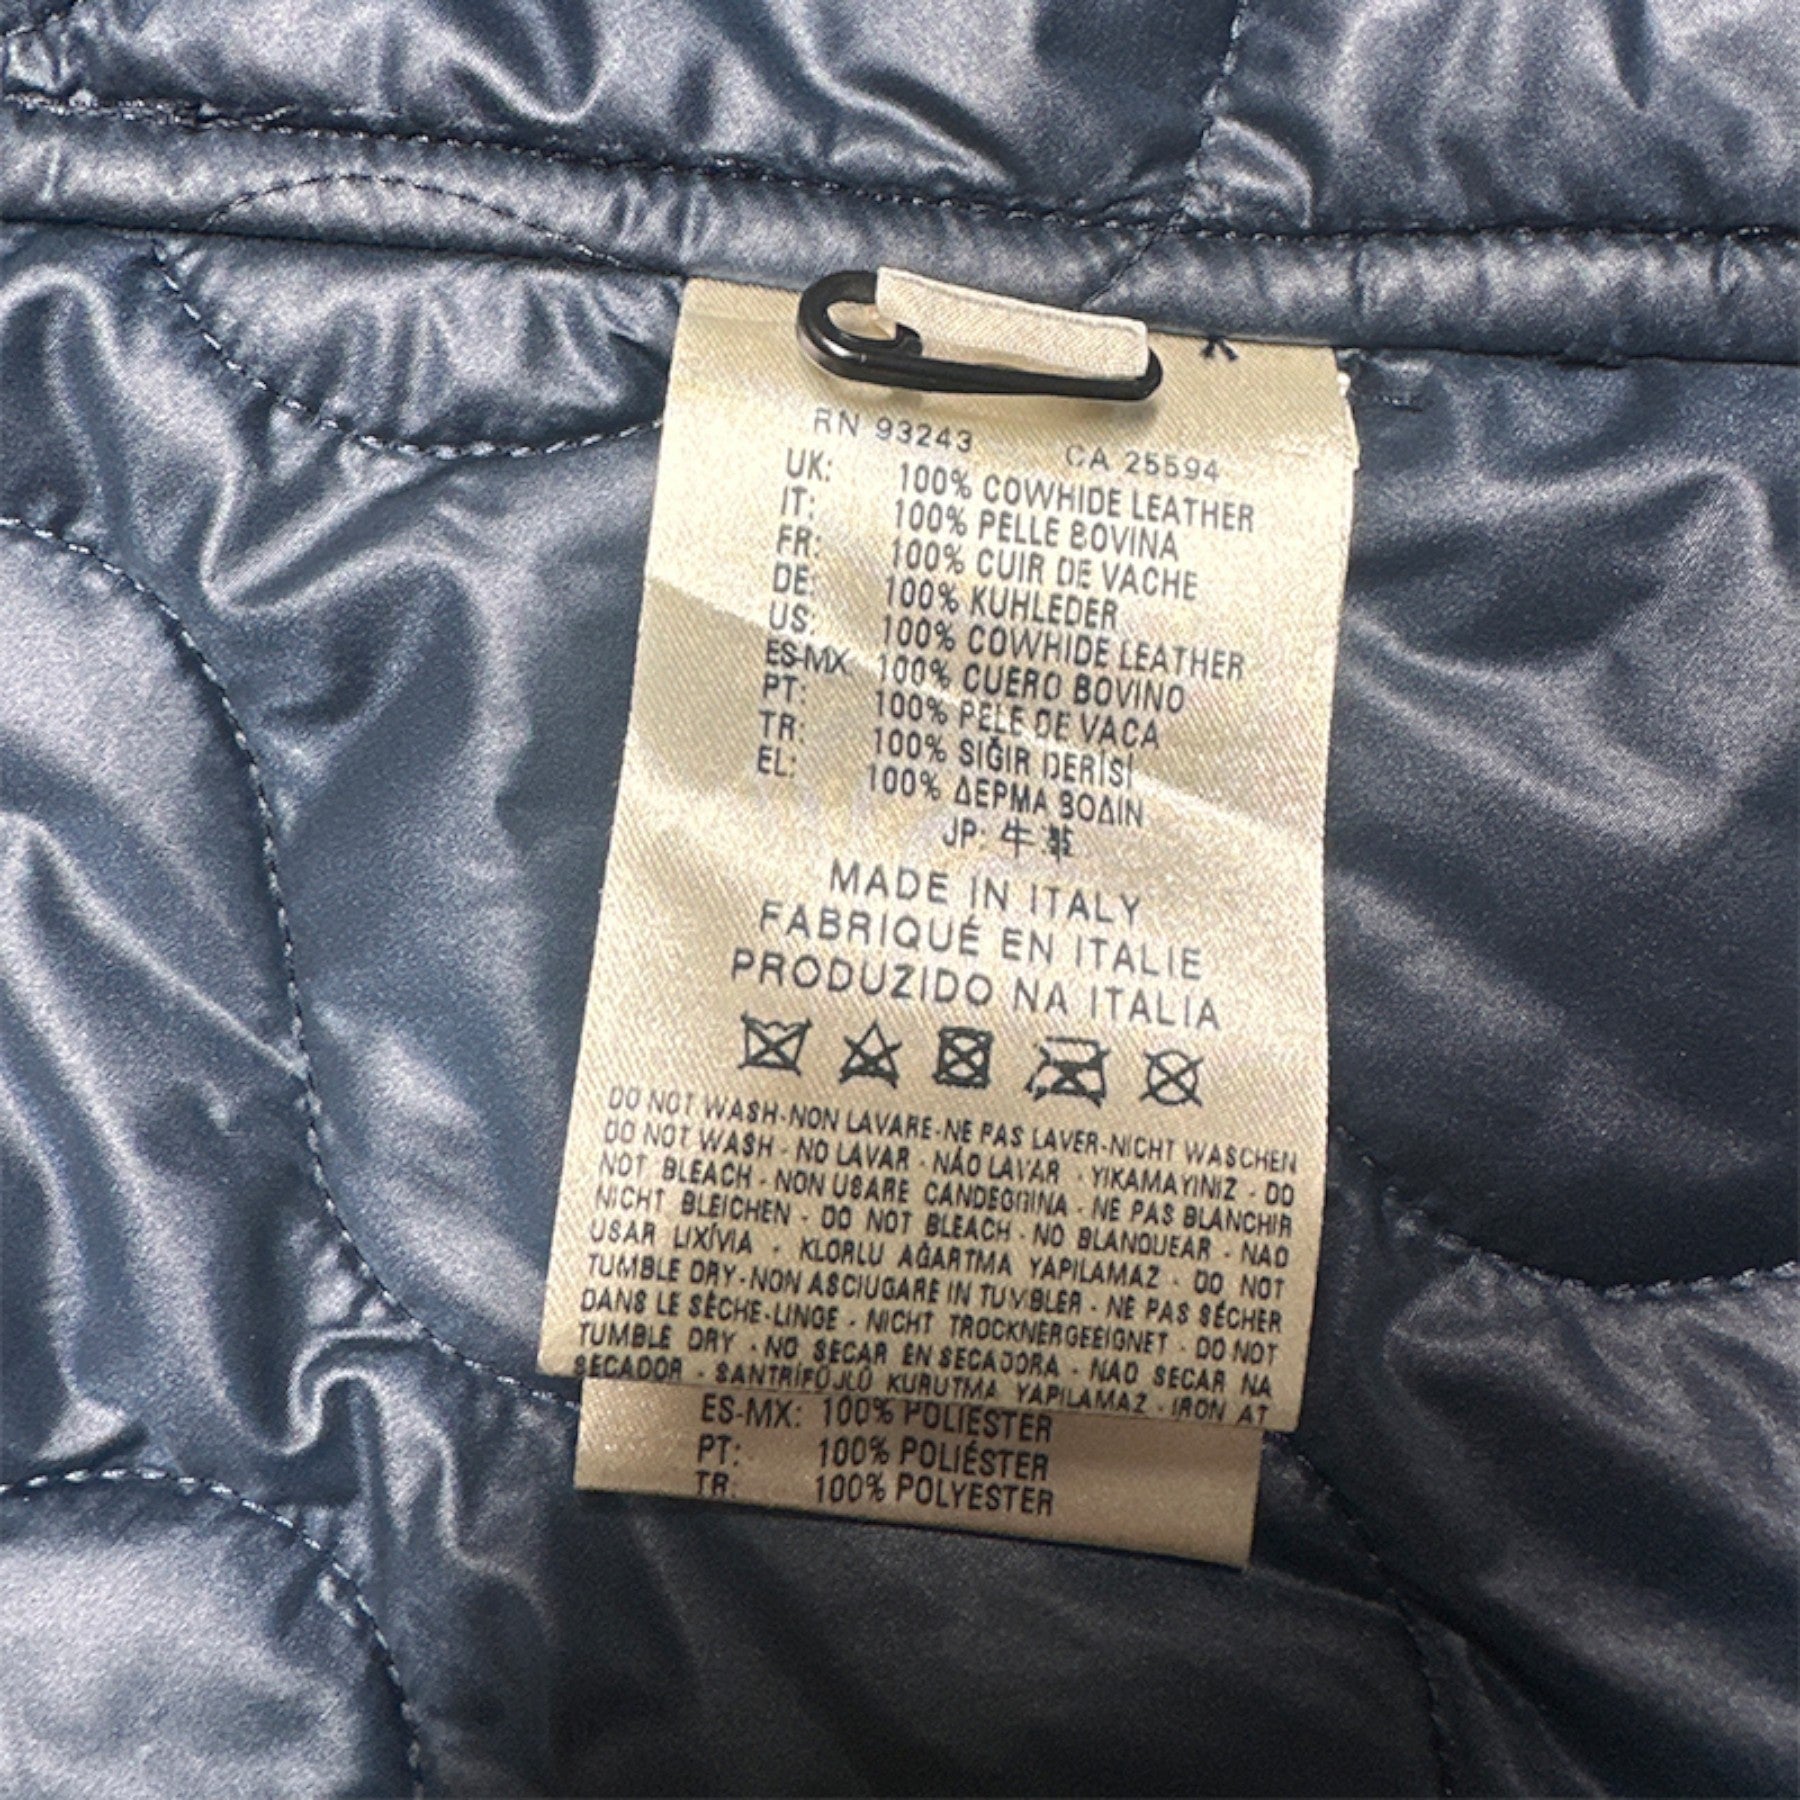 RN 93243 CA 25594
UK: 100% COWHIDE LEATHER
IT: 100% PELLE BOVINA
FR: 100% CUIR DE VACHE
DE: 100% KUHLEDER
US: 100% COWHIDE LEATHER
ES-MX: 100% CUERO BOVINO
PT: 100% PELE DE VACA
TR: 100% SIĞIR DERİSİ
EL: 100% ΔΕΡΜΑ ΒΟΔΙΝ
JP: 牛
MADE IN ITALY
FABRIQUÉ EN ITALIE
PRODUZIDO NA ITALIA
DO NOT WASH-NON LAVARE-NE PAS LAVER-NICHT WASCHEN
DO NOT WASH - NO LAVAR - NÁO LAVAR - YIKAMAYINIZ - DO
NOT BLEACH - NON USARE CANDEGGINA - NE PAS BLANCHIR
NICHT BLEICHEN - DO NOT BLEACH - NO BLANQUEAR - NAO
USAR LIXÍVIA - KLORLU AĞARTMA YAPILAMAZ - DO NOT
TUMBLE DRY-NON ASCIUGARE IN TUMBLER - NE PAS SÉCHER
DANS LE SÈCHE-LINGE - NICHT TROCKNERGEEIGNET - DO NOT
TUMBLE DRY - NO SECAR EN SECADORA - NAO SECAR NA
SECADOR - SANTRİFÜJLÜ KURUTMA YAPILAMAZ - IRON AT
ES-MX: 100% POLIESTER
PT: 100% POLIÉSTER
TR: 100% POLYESTER